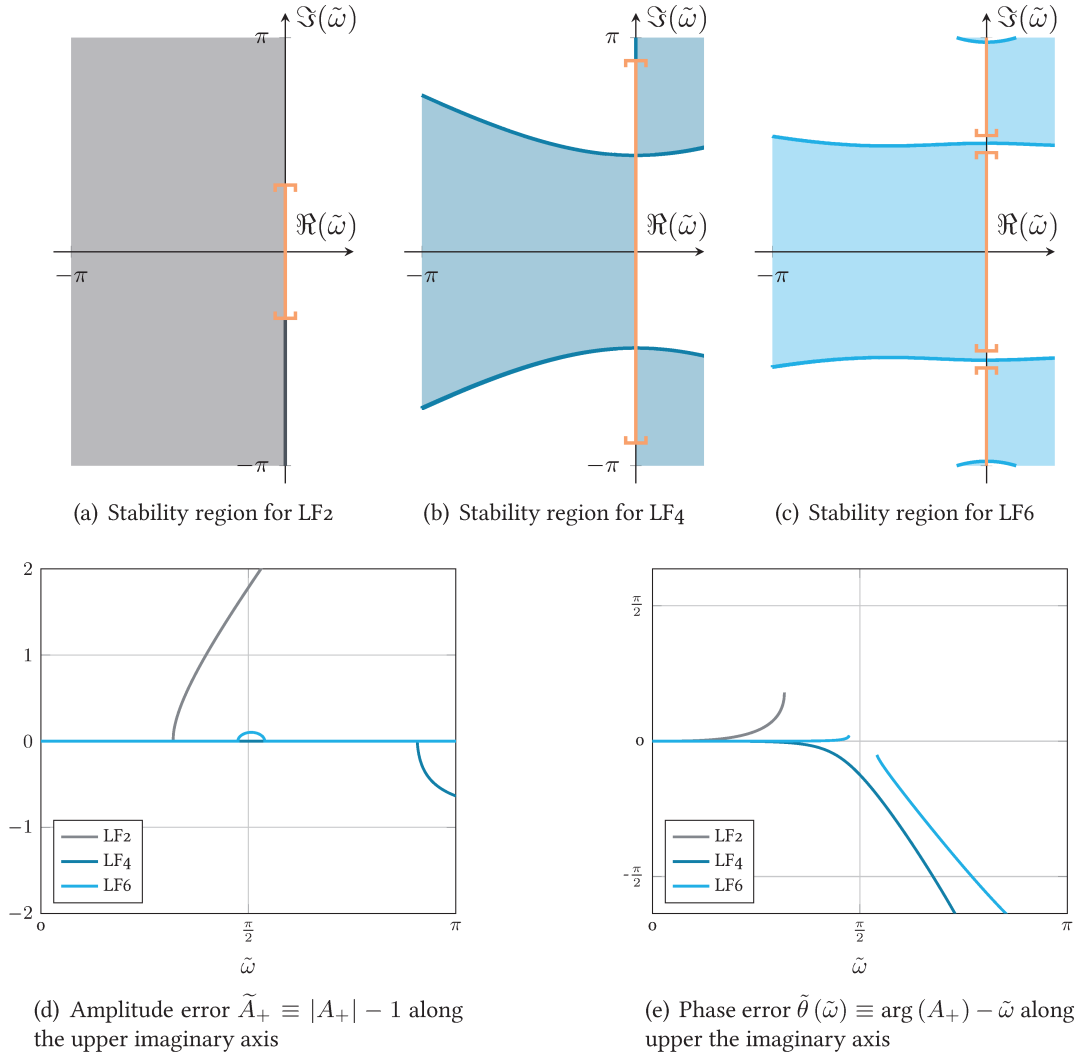 ℑ(ω̃)
π
ℜ(ω̃)
−π
−π
(a) Stability region for LF2
ℑ(ω̃)
π
ℜ(ω̃)
−π
−π
(b) Stability region for LF4
ℑ(ω̃)
ℜ(ω̃)
−π
(c) Stability region for LF6
2
1
0
−1
−2
0
π/2
π
LF2
LF4
LF6
ω̃
(d) Amplitude error Ã₊ ≡ |A₊| − 1 along
the upper imaginary axis
π/2
0
-π/2
0
π/2
π
LF2
LF4
LF6
ω̃
(e) Phase error θ̃ (ω̃) ≡ arg (A₊) − ω̃ along
upper the imaginary axis